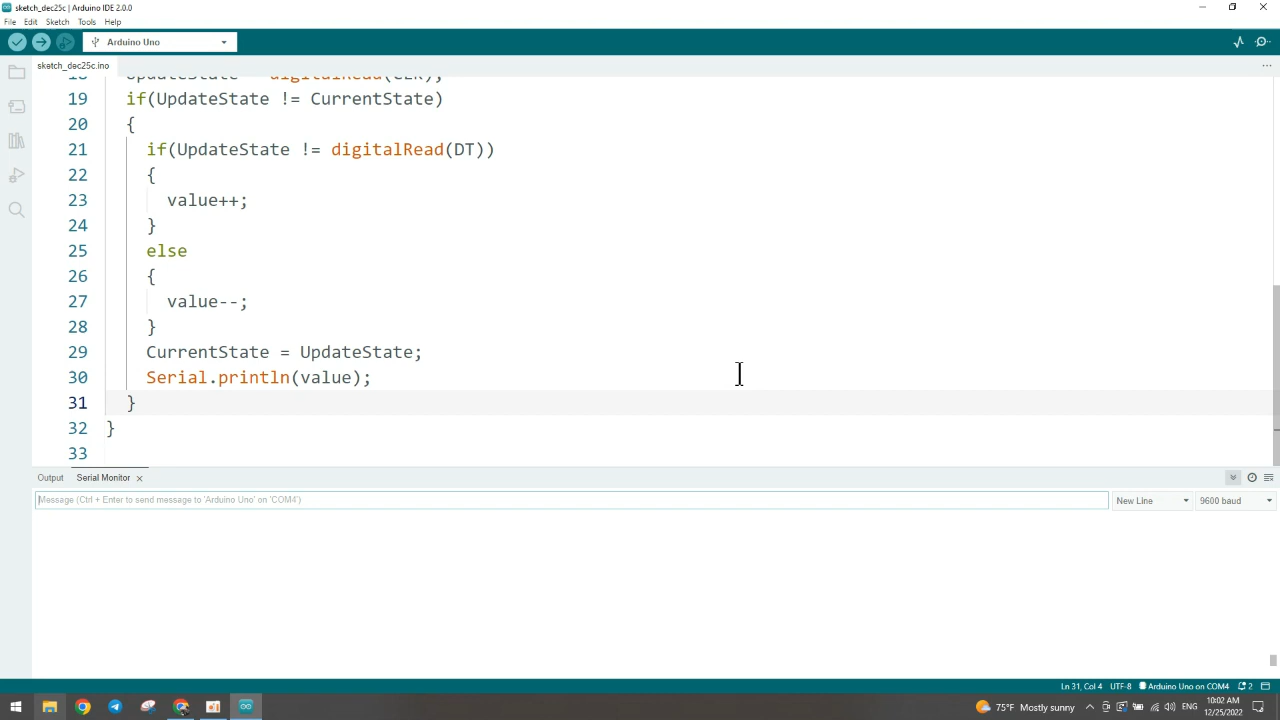 sketch_dec25c | Arduino IDE 2.0.0
File Edit Sketch Tools Help
Arduino Uno
sketch_dec25c.ino
18 UpdateState = digitalRead(CLK);
19 if(UpdateState != CurrentState)
20 {
21 if(UpdateState != digitalRead(DT))
22 {
23 value++;
24 }
25 else
26 {
27 value--;
28 }
29 CurrentState = UpdateState;
30 Serial.println(value);
31 }
32 }
33
Output Serial Monitor
Message (Ctrl + Enter to send message to 'Arduino Uno' on 'COM4')
New Line 9600 baud
Ln 31, Col 4 UTF-8 Arduino Uno on COM4 2
75°F Mostly sunny ENG 10:02 AM
12/25/2022